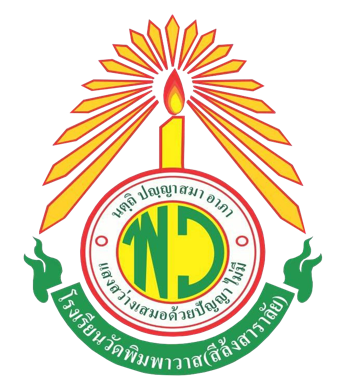 นตฺถิ ปญฺญาสมา อาภา
พว
แสงสว่างเสมอด้วยปัญญา ไม่มี
โรงเรียนวัดพิมพาวาส(สีล้งสาราลัย)